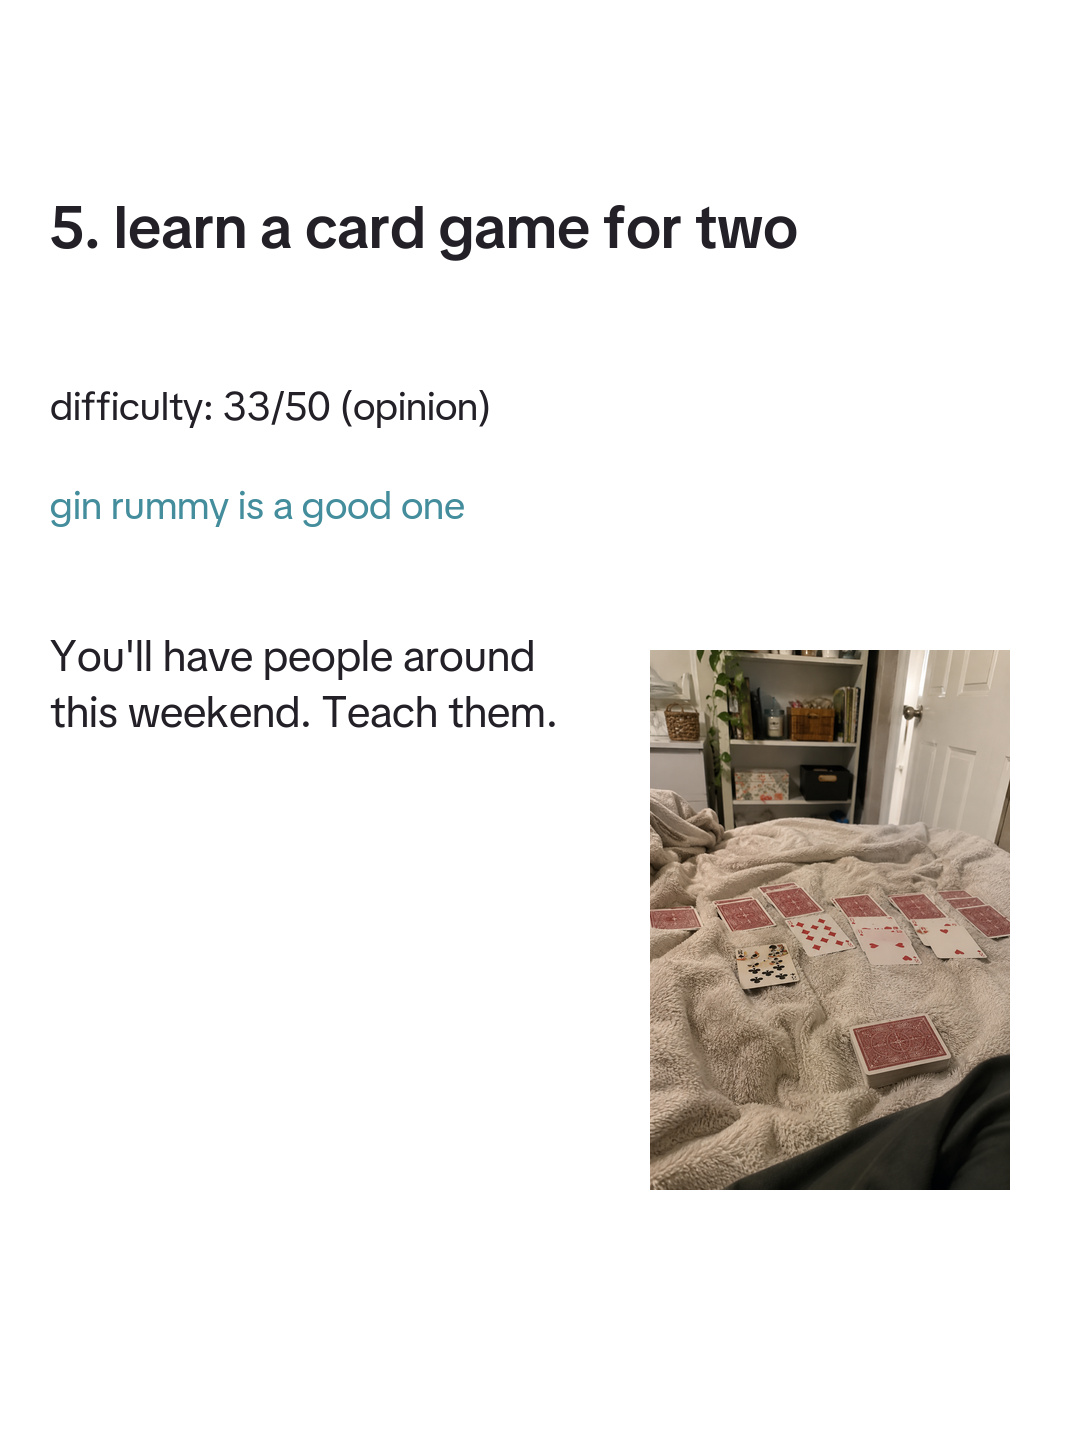 5. learn a card game for two
difficulty: 33/50 (opinion)
gin rummy is a good one
You'll have people around
this weekend. Teach them.